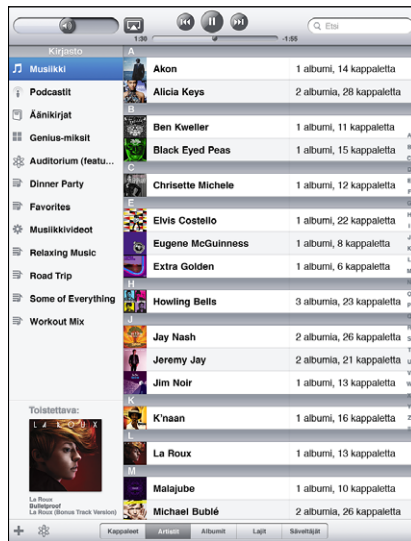 1:36
-1:55
Etsi
Kirjasto
Musiikki
Podcastit
Äänikirjat
Genius-miksit
Auditorium (featu...
Dinner Party
Favorites
Musiikkivideot
Relaxing Music
Road Trip
Some of Everything
Workout Mix
Toistettava:
LA ROUX
La Roux
Bulletproof
La Roux (Bonus Track Version)
A
Akon 1 albumi, 14 kappaletta
Alicia Keys 2 albumia, 28 kappaletta
B
Ben Kweller 1 albumi, 11 kappaletta
Black Eyed Peas 1 albumi, 15 kappaletta
C
Chrisette Michele 1 albumi, 12 kappaletta
E
Elvis Costello 1 albumi, 22 kappaletta
Eugene McGuinness 1 albumi, 8 kappaletta
Extra Golden 1 albumi, 6 kappaletta
H
Howling Bells 3 albumia, 23 kappaletta
J
Jay Nash 2 albumia, 26 kappaletta
Jeremy Jay 2 albumia, 21 kappaletta
Jim Noir 1 albumi, 13 kappaletta
K
K'naan 1 albumi, 16 kappaletta
L
La Roux 1 albumi, 13 kappaletta
M
Malajube 1 albumi, 10 kappaletta
Michael Bublé 2 albumia, 26 kappaletta
Kappaleet Artistit Albumit Lajit Säveltäjät